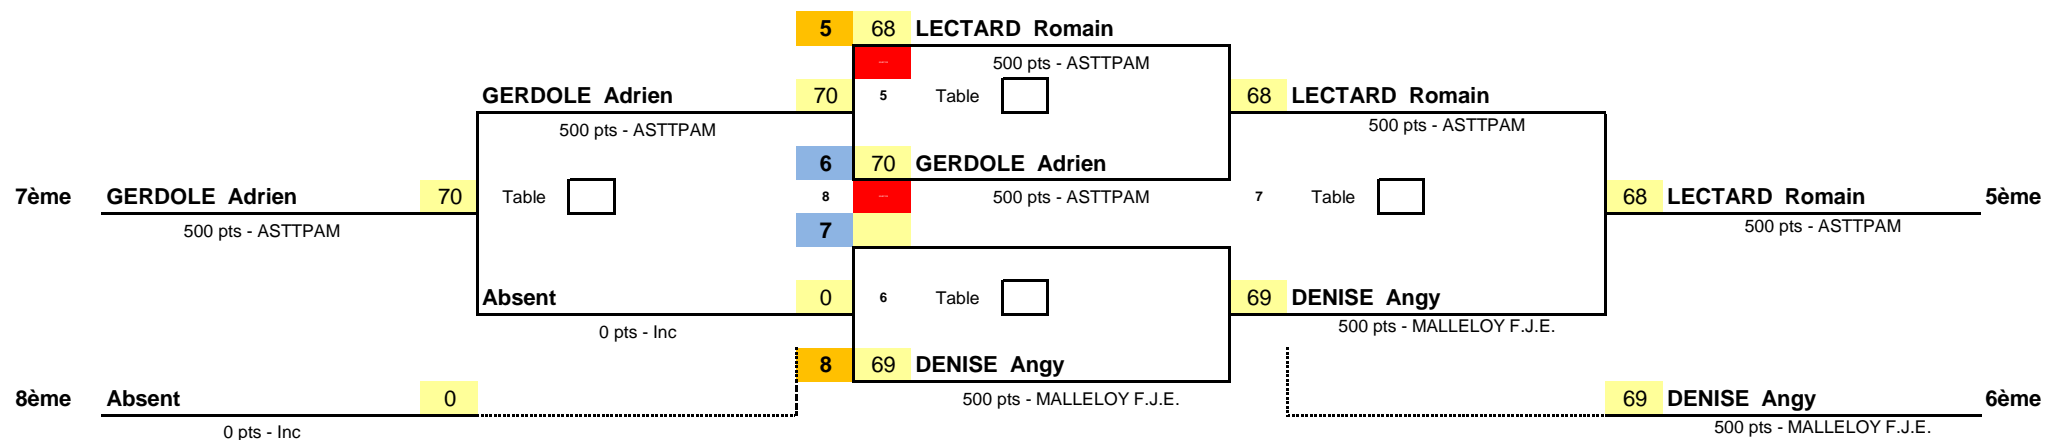 5 68 LECTARD Romain
500 pts - ASTTPAM
GERDOLE Adrien 70 5 Table 68 LECTARD Romain
500 pts - ASTTPAM 500 pts - ASTTPAM
6 70 GERDOLE Adrien
7ème GERDOLE Adrien 70 Table 8 500 pts - ASTTPAM 7 Table 68 LECTARD Romain 5ème
500 pts - ASTTPAM 7 500 pts - ASTTPAM
Absent 0 6 Table 69 DENISE Angy
0 pts - Inc 500 pts - MALLELOY F.J.E.
8 69 DENISE Angy
8ème Absent 0 500 pts - MALLELOY F.J.E. 69 DENISE Angy 6ème
0 pts - Inc 500 pts - MALLELOY F.J.E.